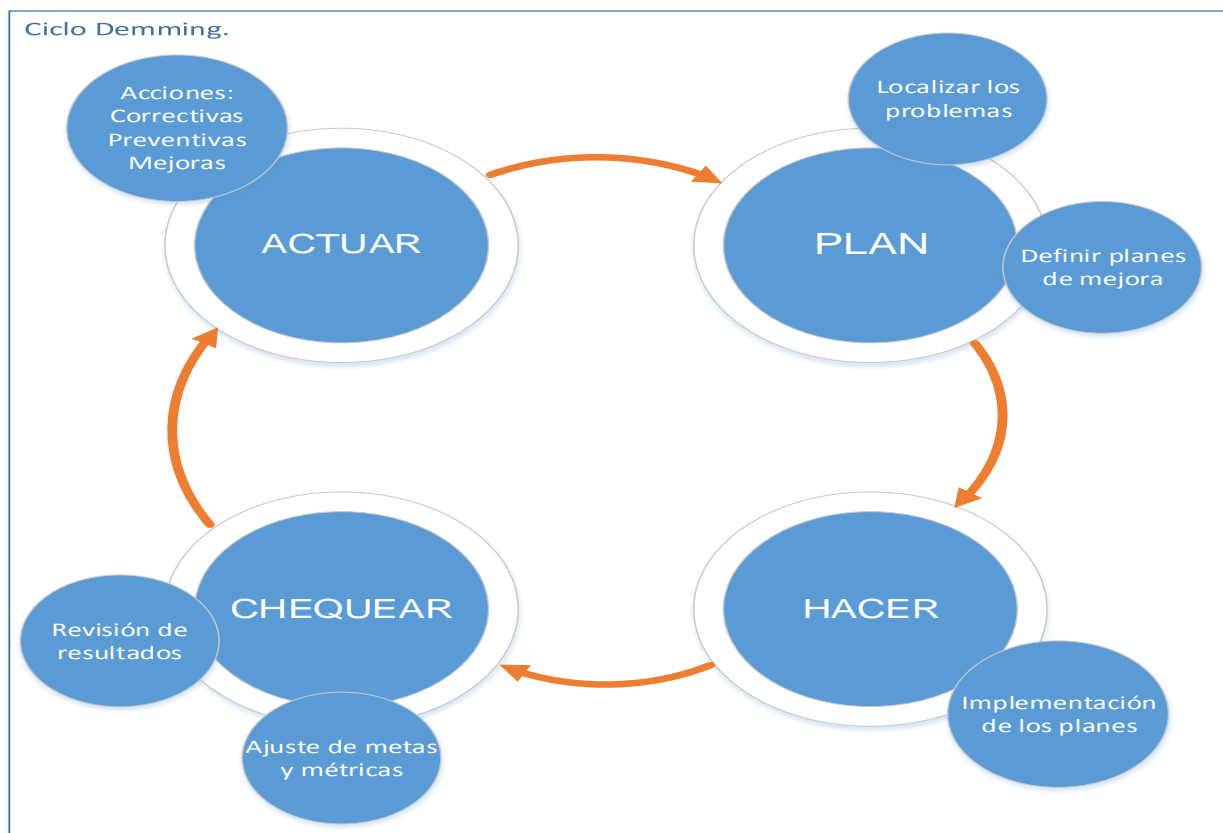 Ciclo Demming.
Acciones:
Correctivas
Preventivas
Mejoras
ACTUAR
Localizar los
problemas
PLAN
Definir planes
de mejora
CHEQUEAR
Revisión de
resultados
Ajuste de metas
y métricas
HACER
Implementación
de los planes